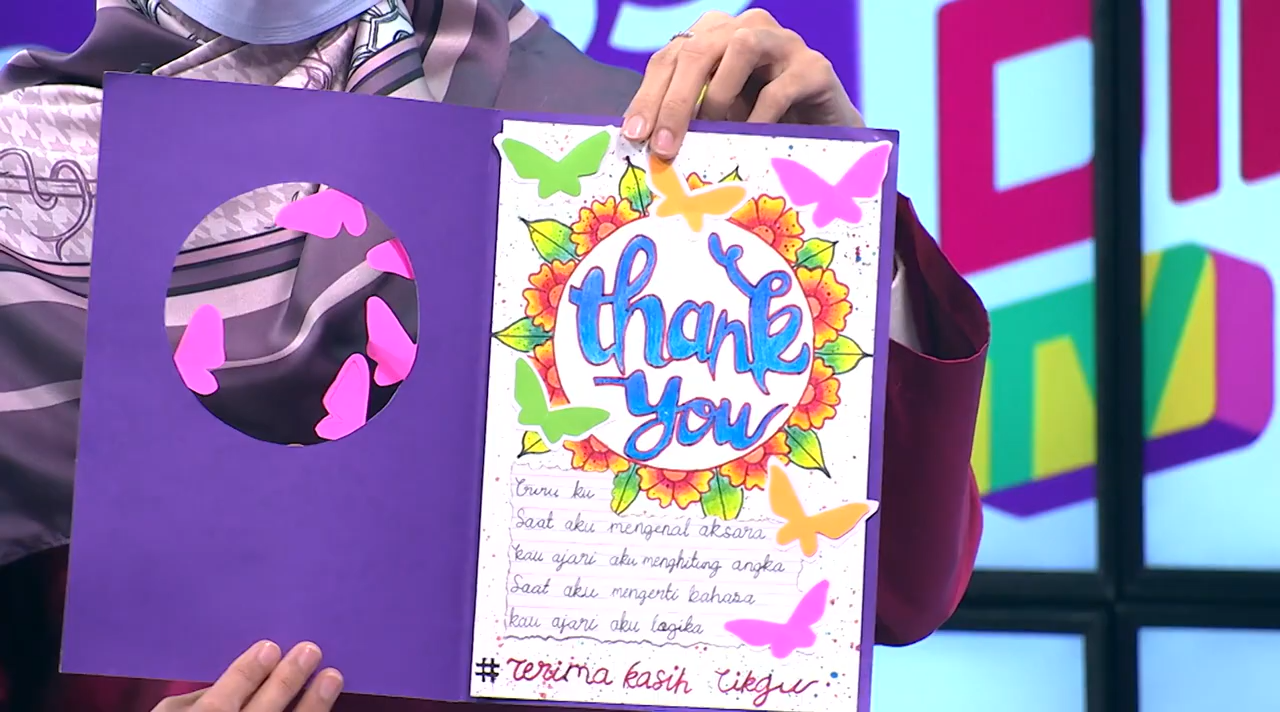 thank
you
Guru ku
Saat aku mengenal aksara
kau ajari aku menghitung angka
Saat aku mengerti bahasa
kau ajari aku logika
# Terima kasih Cikgu
TV